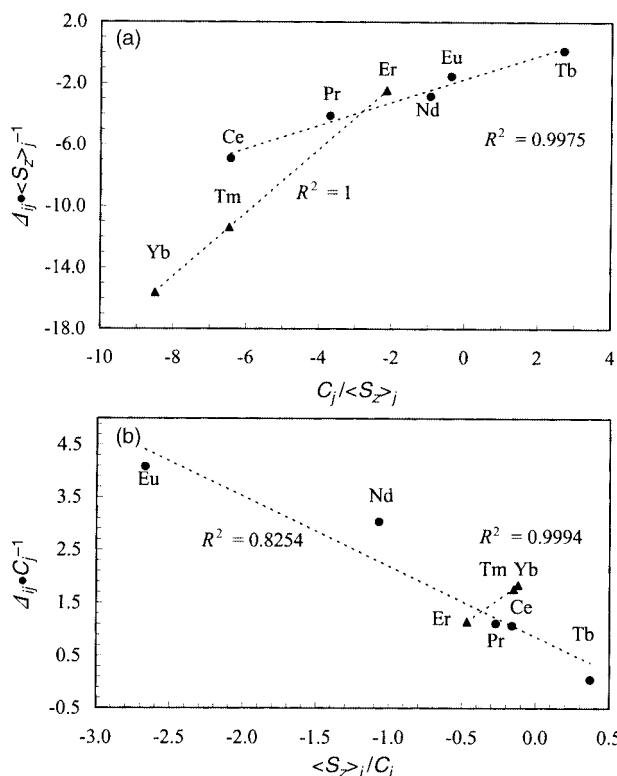 (a)
2.0
-2.0
-6.0
-10.0
-14.0
-18.0
Δij•<Sz>j⁻¹
Er
Eu
Tb
Pr
Nd
Ce
R² = 0.9975
Tm
R² = 1
Yb
-10 -8 -6 -4 -2 0 2 4
Cj/<Sz>j
(b)
4.5
3.5
2.5
1.5
0.5
-0.5
Δij•Cj⁻¹
Eu
Nd
R² = 0.8254
R² = 0.9994
Tm Yb
Er
Ce
Pr
Tb
-3.0 -2.5 -2.0 -1.5 -1.0 -0.5 0.0 0.5
<Sz>j/Cj